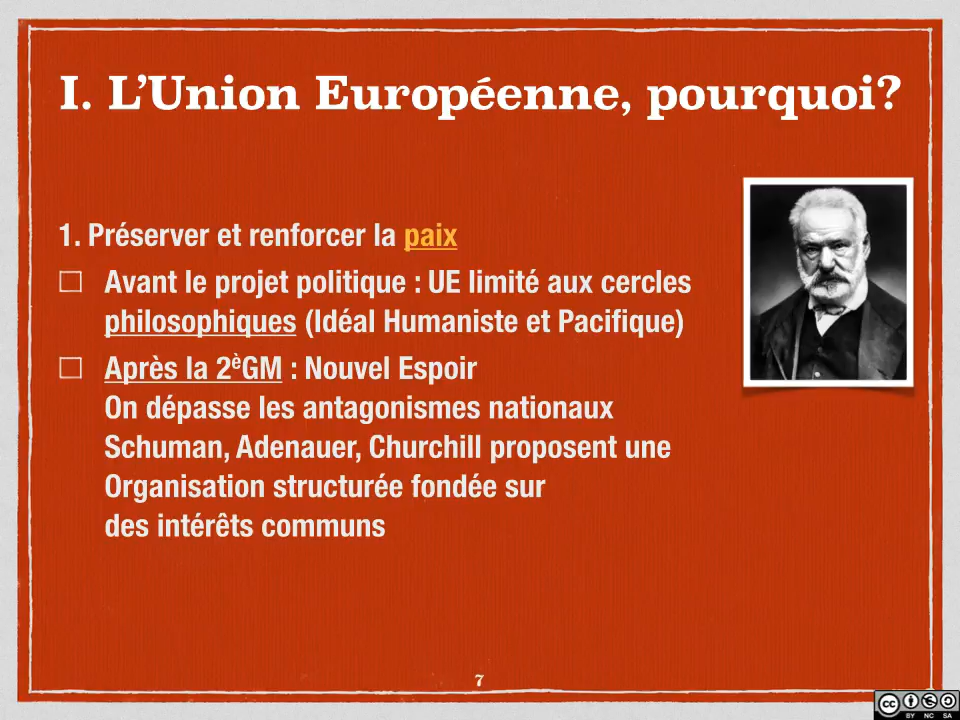 I. L’Union Européenne, pourquoi?
1. Préserver et renforcer la paix
Avant le projet politique : UE limité aux cercles
philosophiques (Idéal Humaniste et Pacifique)
Après la 2èGM : Nouvel Espoir
On dépasse les antagonismes nationaux
Schuman, Adenauer, Churchill proposent une
Organisation structurée fondée sur
des intérêts communs
7
cc
BY NC SA